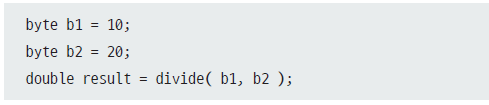 byte b1 = 10;
byte b2 = 20;
double result = divide( b1, b2 );